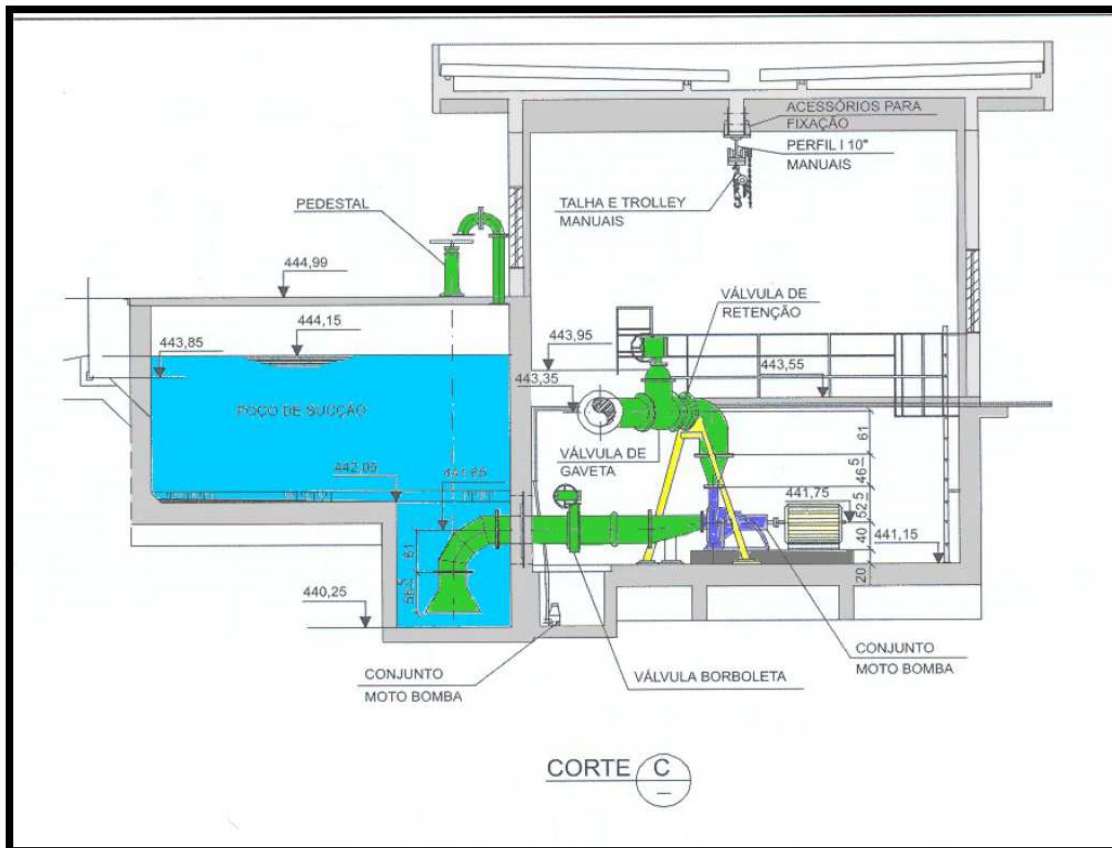 ACESSÓRIOS PARA
FIXAÇÃO
PERFIL I 10"
MANUAIS
TALHA E TROLLEY
MANUAIS
PEDESTAL
444,99
VÁLVULA DE
RETENÇÃO
444,15
443,85
443,95
443,55
443,35
POÇO DE SUCÇÃO
VÁLVULA DE
GAVETA
61
46,5
52,5
40
20
441,75
441,15
61
440,25
CONJUNTO
MOTO BOMBA
VÁLVULA BORBOLETA
CONJUNTO
MOTO BOMBA
CORTE C